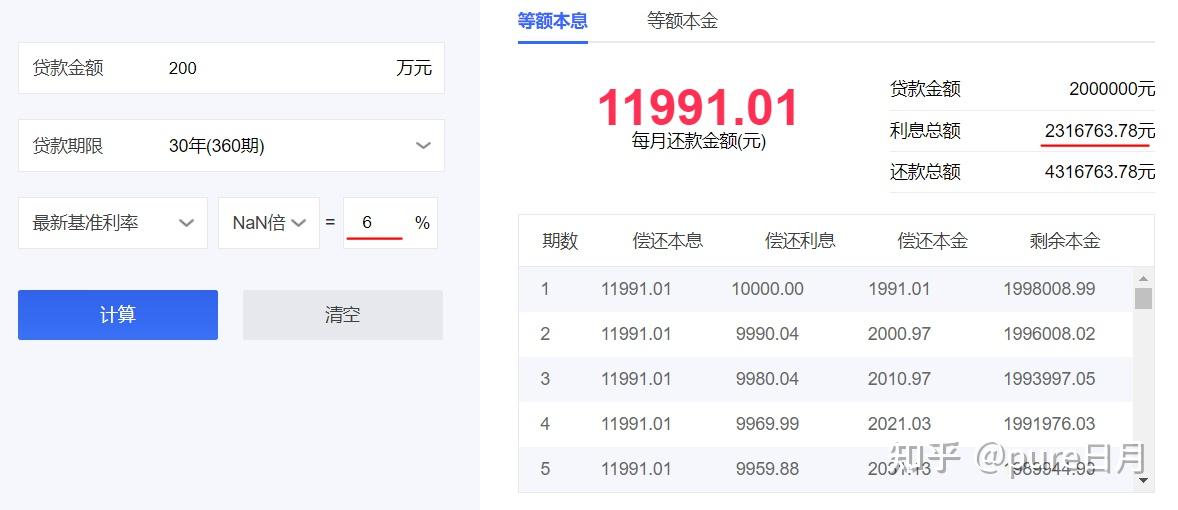 贷款金额 200 万元
贷款期限 30年(360期)
最新基准利率 NaN倍 = 6 %
计算 清空
等额本息 等额本金
11991.01
每月还款金额(元)
贷款金额 2000000元
利息总额 2316763.78元
还款总额 4316763.78元
期数 偿还本息 偿还利息 偿还本金 剩余本金
1 11991.01 10000.00 1991.01 1998008.99
2 11991.01 9990.04 2000.97 1996008.02
3 11991.01 9980.04 2010.97 1993997.05
4 11991.01 9969.99 2021.03 1991976.03
5 11991.01 9959.88 2031.13 1989944.93
知乎 @pure日月